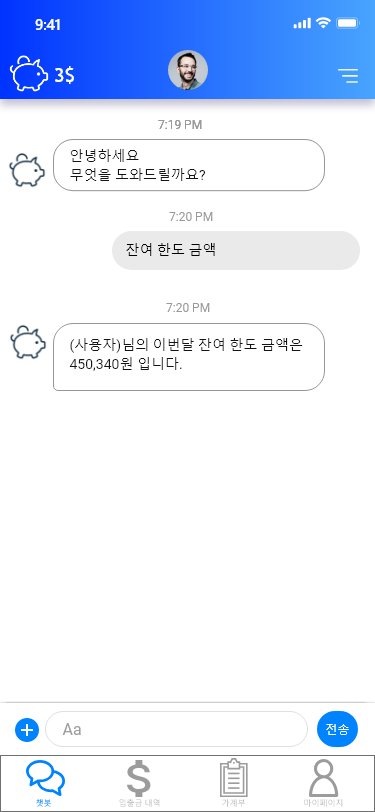 9:41
3$
7:19 PM
안녕하세요
무엇을 도와드릴까요?
7:20 PM
잔여 한도 금액
7:20 PM
(사용자)님의 이번달 잔여 한도 금액은
450,340원 입니다.
Aa
전송
챗봇
입출금 내역
가계부
마이페이지